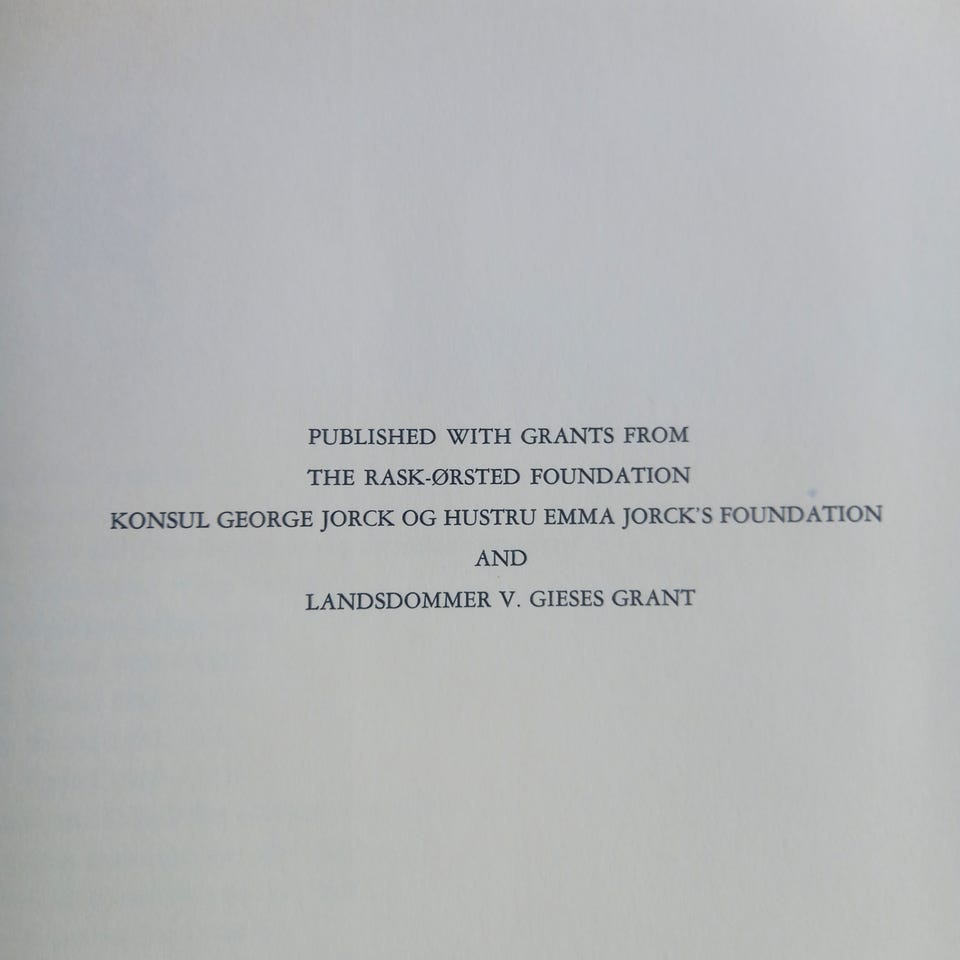 PUBLISHED WITH GRANTS FROM
THE RASK-ØRSTED FOUNDATION
KONSUL GEORGE JORCK OG HUSTRU EMMA JORCK'S FOUNDATION
AND
LANDSDOMMER V. GIESES GRANT